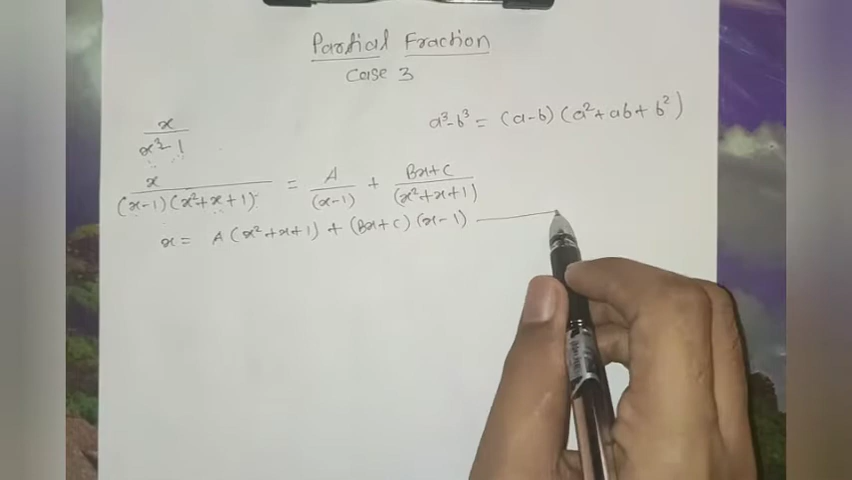 Partial Fraction
Case 3
a³-b³ = (a-b) (a²+ab+b²)
x/x³-1
x/(x-1)(x²+x+1) = A/(x-1) + Bx+C/(x²+x+1)
x = A(x²+x+1) + (Bx+C) (x-1)